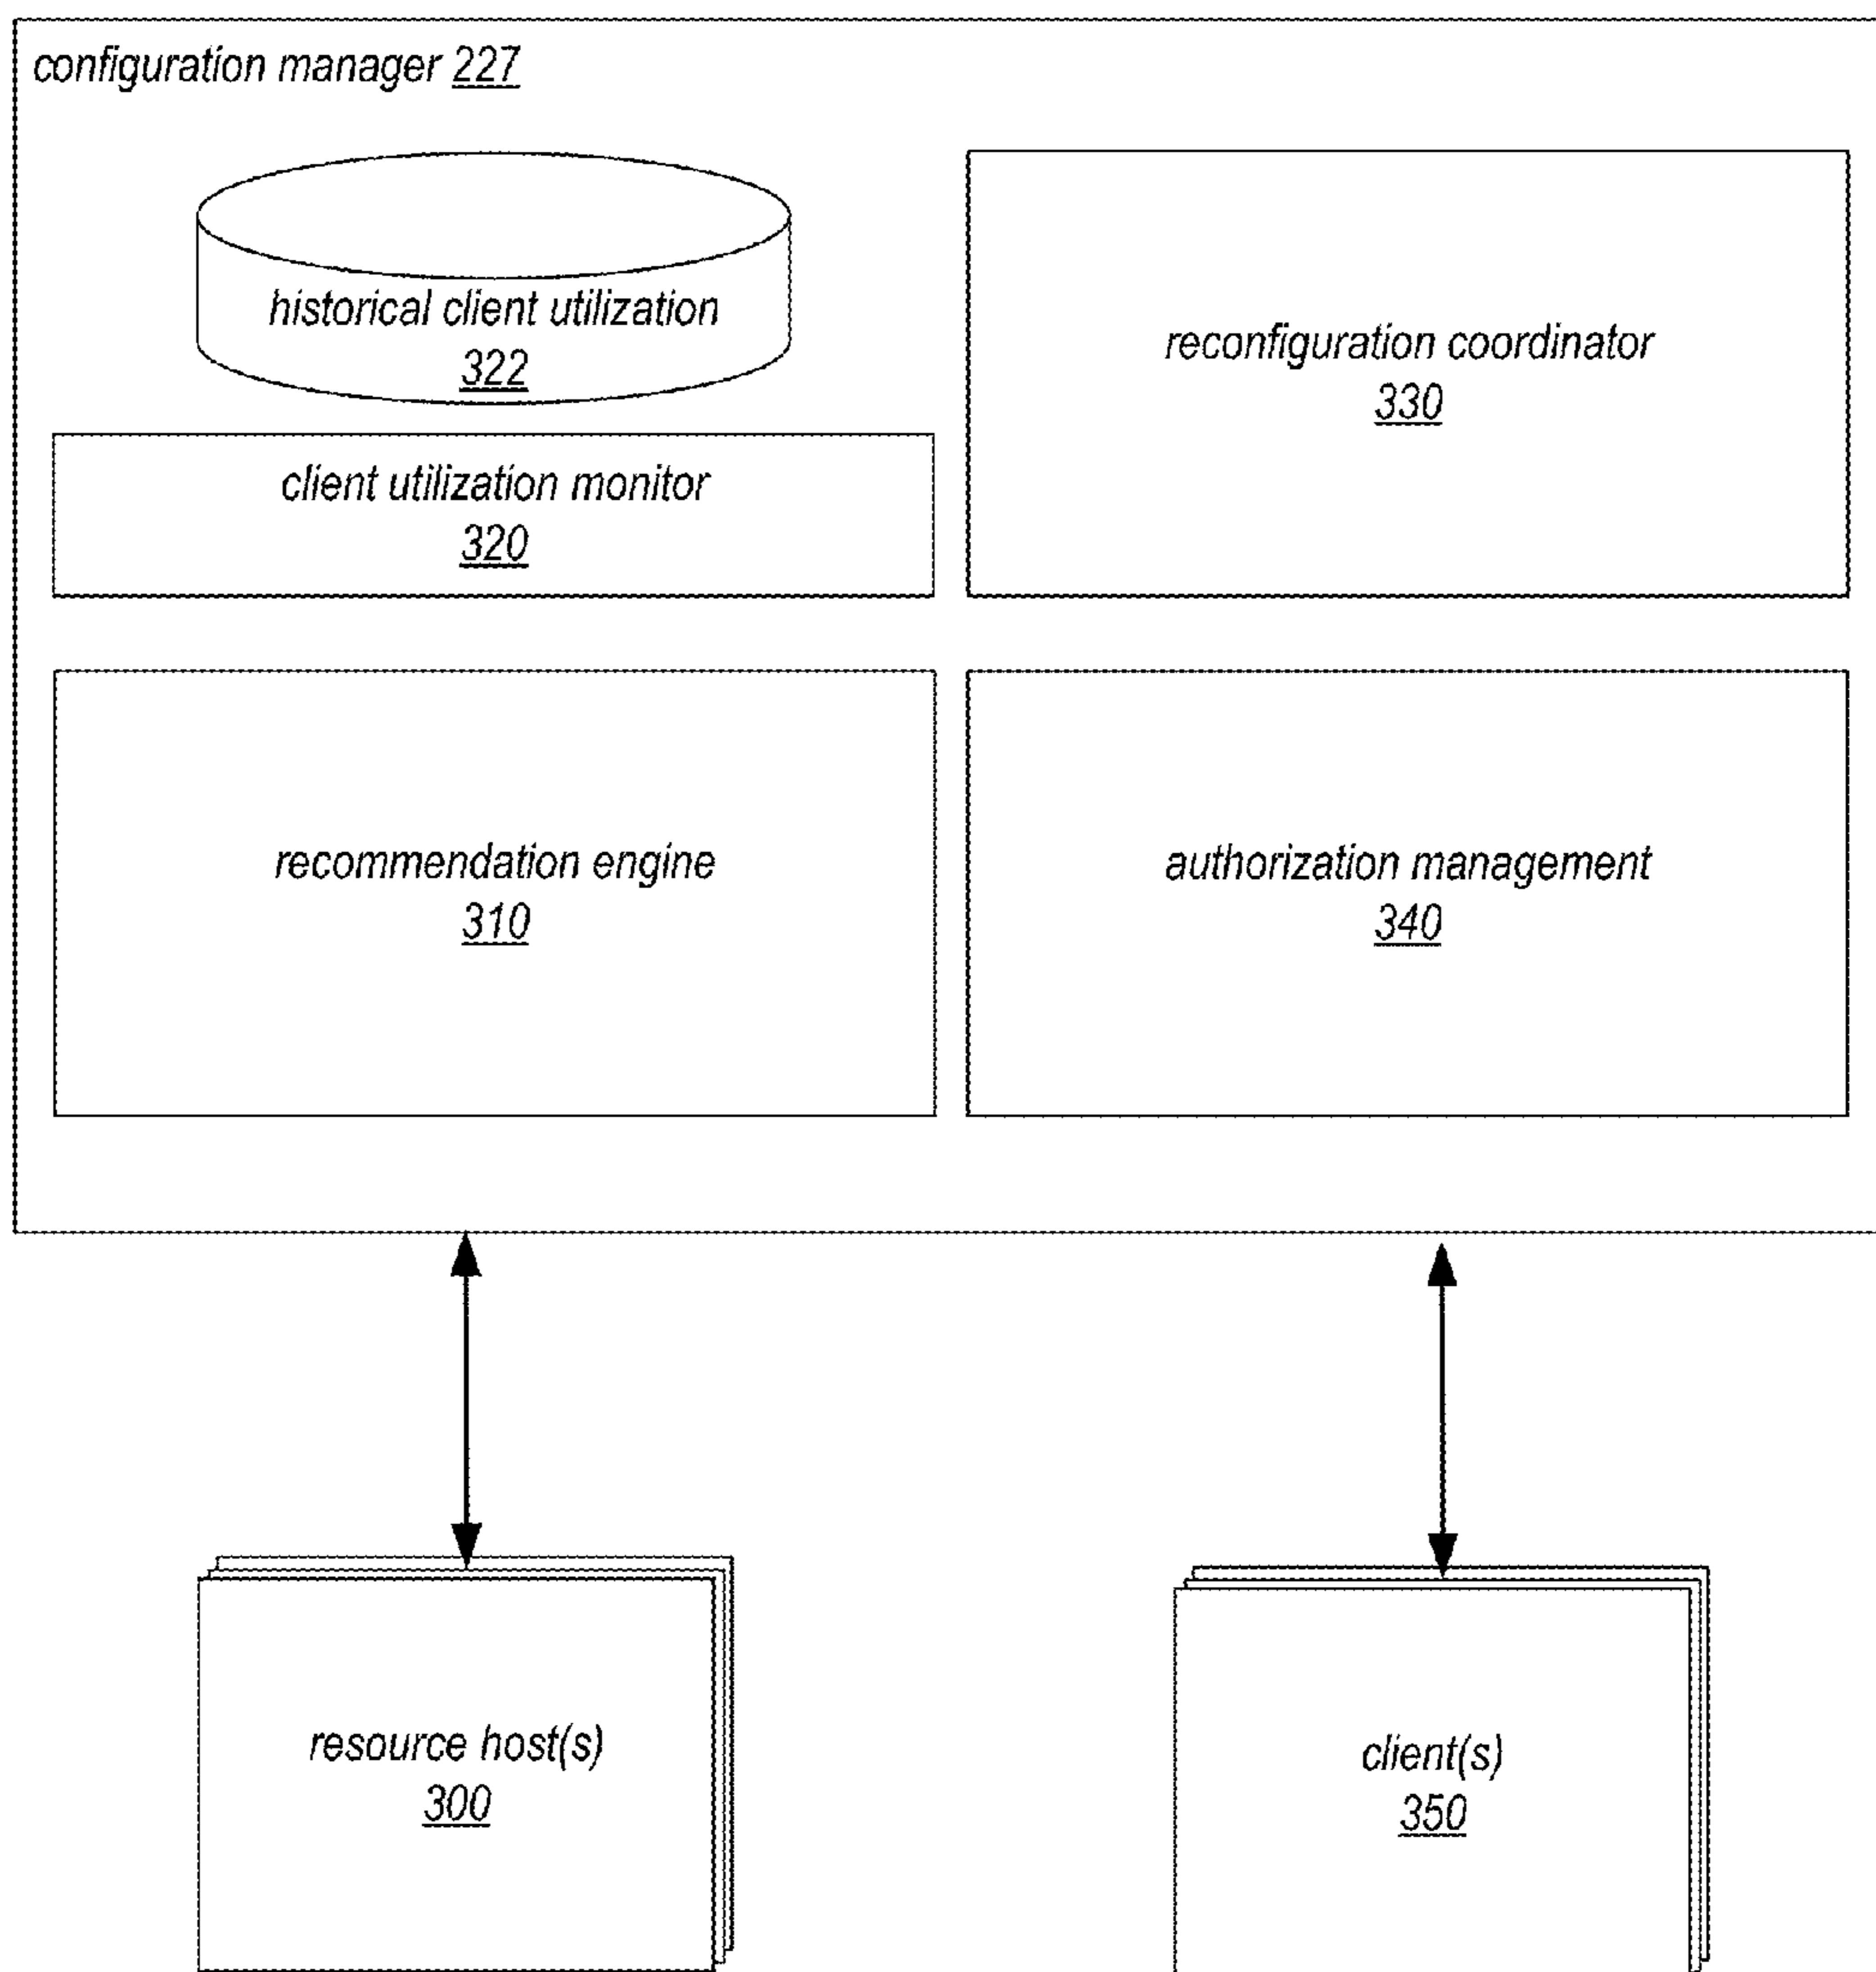 configuration manager 227
historical client utilization
322
reconfiguration coordinator
330
client utilization monitor
320
recommendation engine
310
authorization management
340
resource host(s)
300
client(s)
350